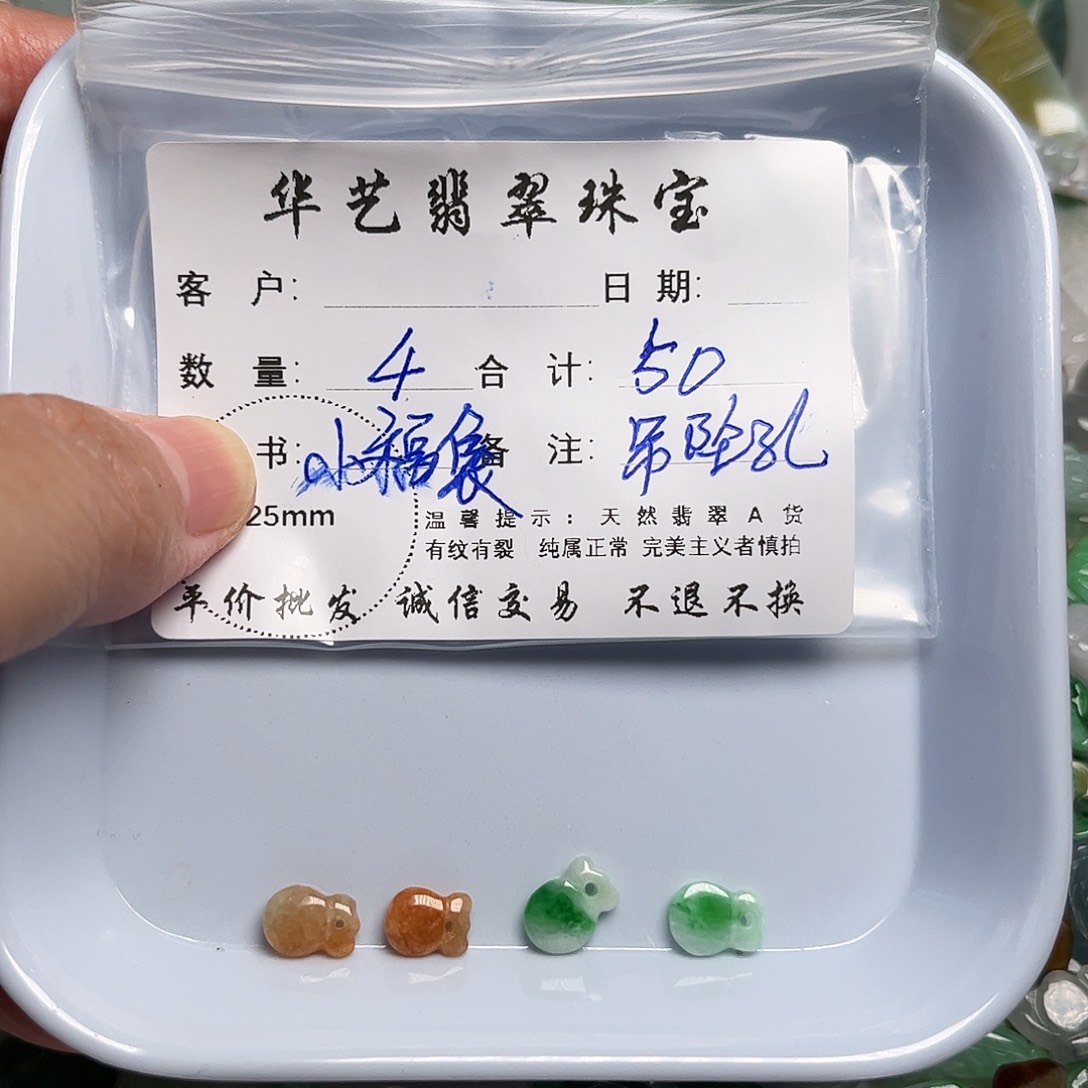 华艺翡翠珠宝
客户： 日期：
数量：4 合计：50
书：小福袋 备注：吊坠孔
25mm
温馨提示：天然翡翠A货
有纹有裂 纯属正常 完美主义者慎拍
平价批发 诚信交易 不退不换